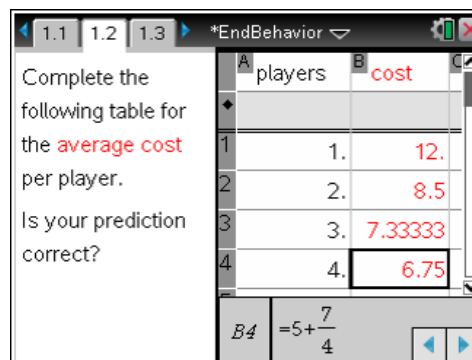 1.1 1.2 1.3 *EndBehavior
Complete the
following table for
the average cost
per player.
Is your prediction
correct?
A players B cost C
◆
1 1. 12.
2 2. 8.5
3 3. 7.33333
4 4. 6.75
B4 =5+7/4